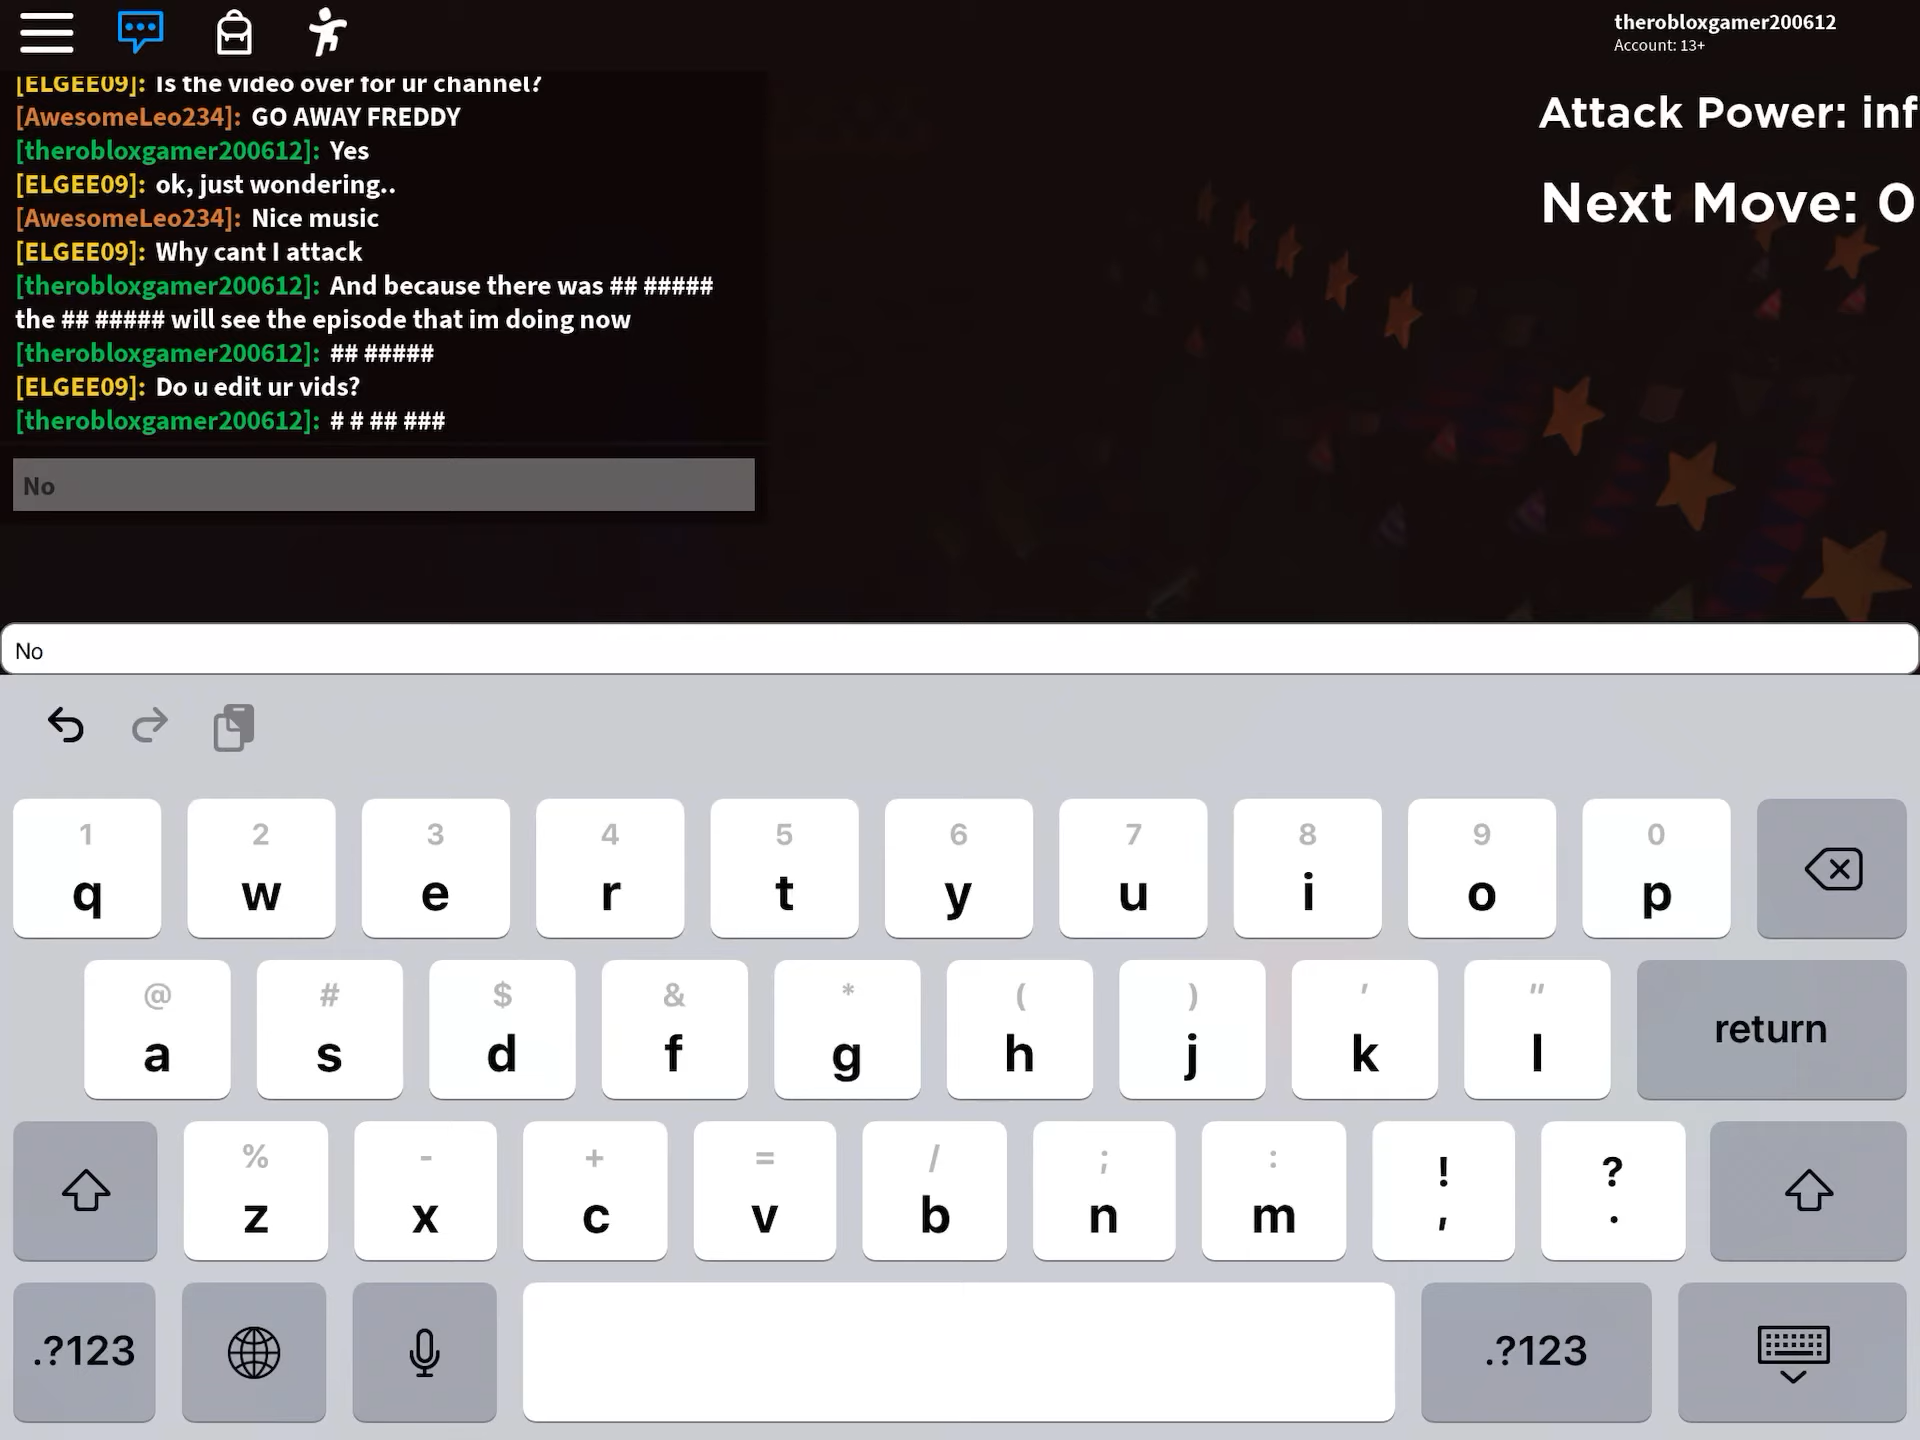 therobloxgamer200612
Account: 13+
[ELGEE09]: Is the video over for ur channel?
[AwesomeLeo234]: GO AWAY FREDDY
[therobloxgamer200612]: Yes
[ELGEE09]: ok, just wondering..
[AwesomeLeo234]: Nice music
[ELGEE09]: Why cant I attack
[therobloxgamer200612]: And because there was ## #####
the ## ##### will see the episode that im doing now
[therobloxgamer200612]: ## #####
[ELGEE09]: Do u edit ur vids?
[therobloxgamer200612]: # # ## ###
No
Attack Power: inf
Next Move: 0
No
1 2 3 4 5 6 7 8 9 0
q w e r t y u i o p
@ # $ & * ( ) ' "
a s d f g h j k l return
% - + = / ; : ! ?
z x c v b n m , .
.?123 .?123